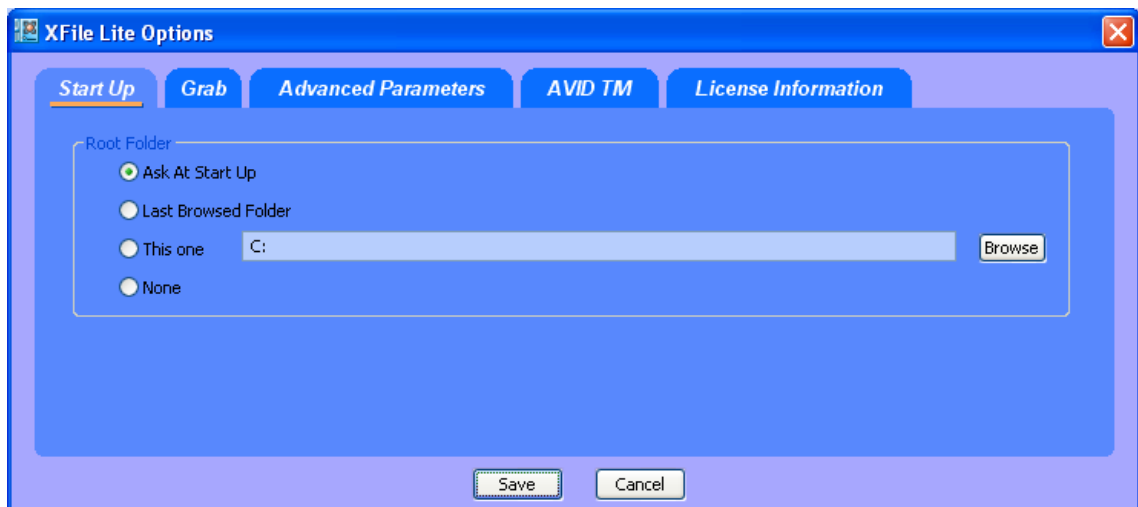 XFile Lite Options
Start Up Grab Advanced Parameters AVID TM License Information
Root Folder
Ask At Start Up
Last Browsed Folder
This one C: Browse
None
Save Cancel